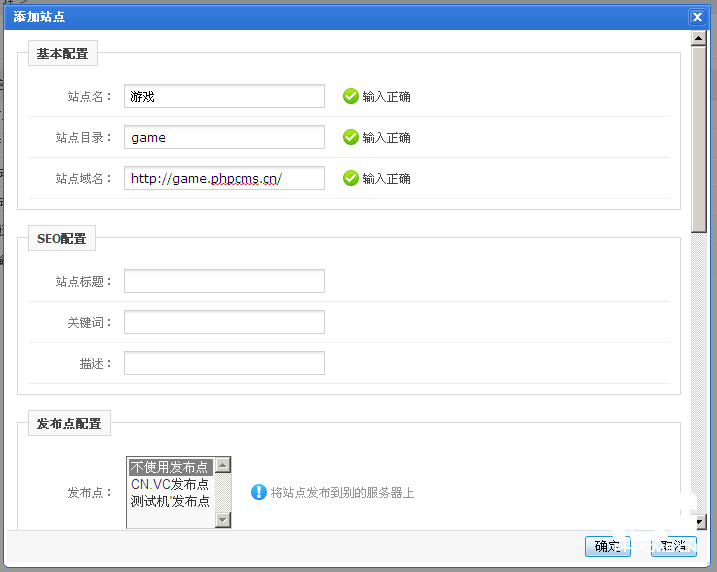 添加站点
基本配置
站点名： 游戏 输入正确
站点目录： game 输入正确
站点域名： http://game.phpcms.cn/ 输入正确
SEO配置
站点标题：
关键词：
描述：
发布点配置
不使用发布点
CN.VC发布点
发布点： 将站点发布到别的服务器上
测试机'发布点
确定 取消